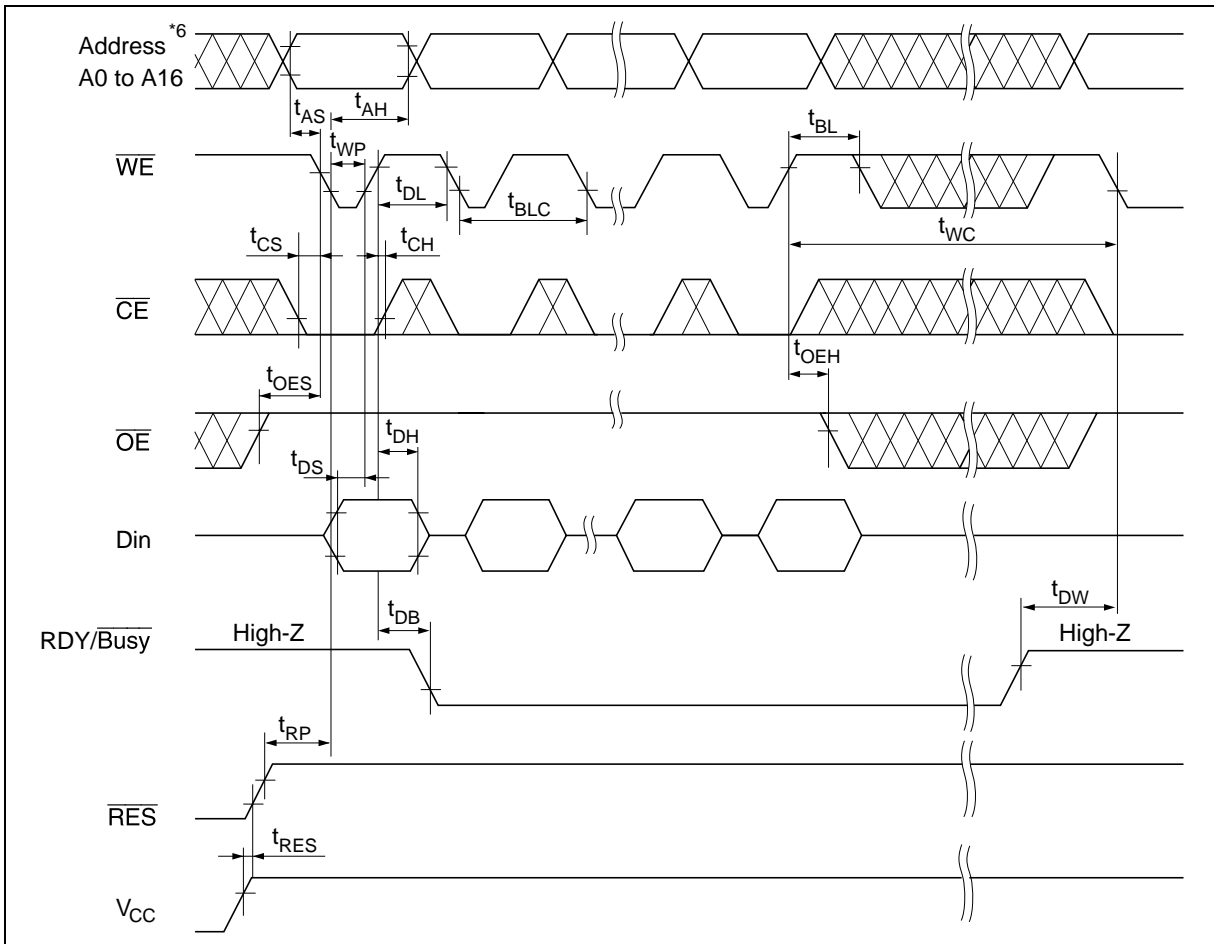 Address *6
A0 to A16
tAS
tAH
tWP
tBL
WE
tDL
tBLC
tWC
tCS
tCH
CE
tOES
tOEH
OE
tDH
tDS
Din
tDB
tDW
RDY/Busy
High-Z
High-Z
tRP
RES
tRES
VCC